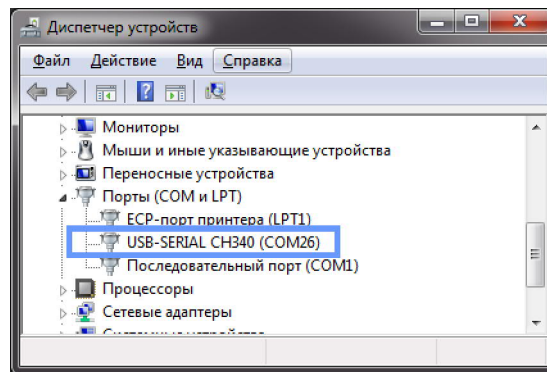 Диспетчер устройств
Файл Действие Вид Справка
Мониторы
Мыши и иные указывающие устройства
Переносные устройства
Порты (COM и LPT)
ECP-порт принтера (LPT1)
USB-SERIAL CH340 (COM26)
Последовательный порт (COM1)
Процессоры
Сетевые адаптеры